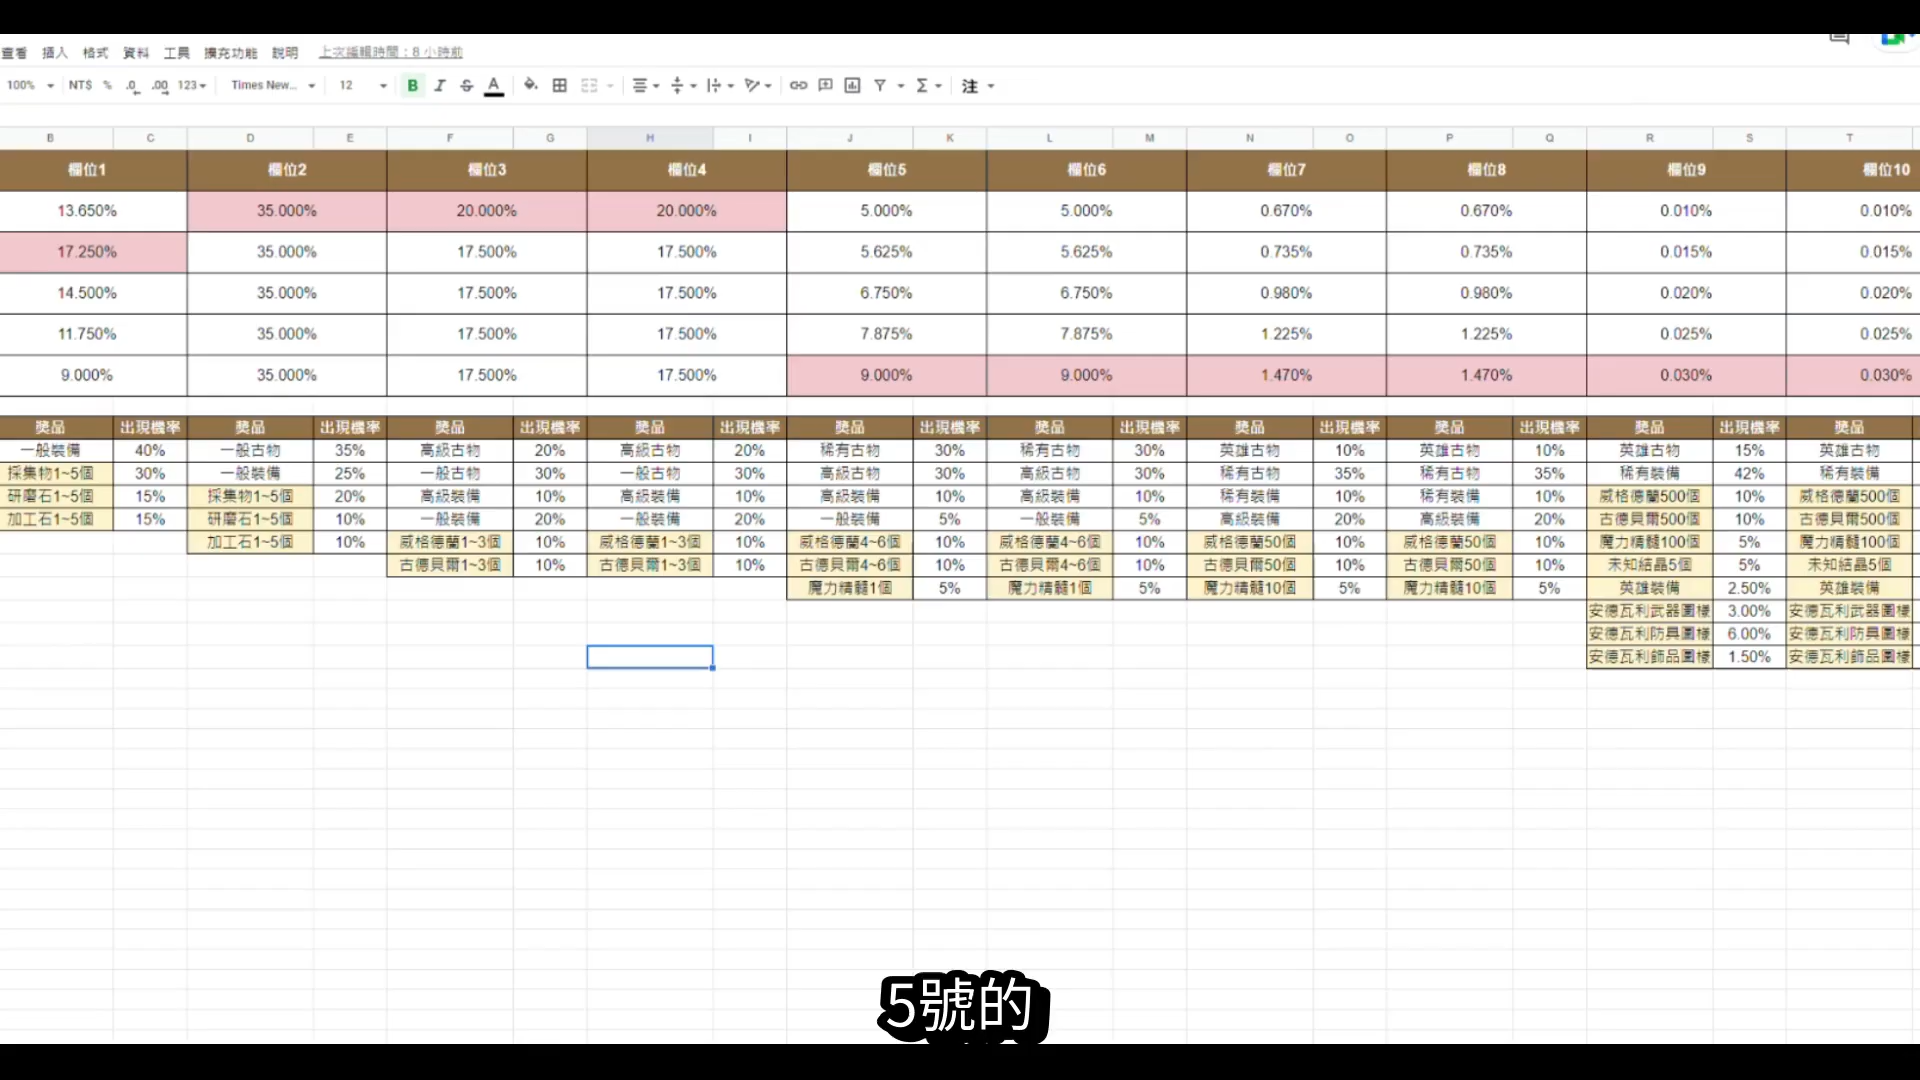 查看 插入 格式 資料 工具 擴充功能 說明 上次編輯時間：8 小時前
100% NT$ % .0 .00 123 Times New... 12 B I S A Σ 注
B C D E F G H I J K L M N O P Q R S T
欄位1 欄位2 欄位3 欄位4 欄位5 欄位6 欄位7 欄位8 欄位9 欄位10
13.650% 35.000% 20.000% 20.000% 5.000% 5.000% 0.670% 0.670% 0.010% 0.010%
17.250% 35.000% 17.500% 17.500% 5.625% 5.625% 0.735% 0.735% 0.015% 0.015%
14.500% 35.000% 17.500% 17.500% 6.750% 6.750% 0.980% 0.980% 0.020% 0.020%
11.750% 35.000% 17.500% 17.500% 7.875% 7.875% 1.225% 1.225% 0.025% 0.025%
9.000% 35.000% 17.500% 17.500% 9.000% 9.000% 1.470% 1.470% 0.030% 0.030%
獎品 出現機率 獎品 出現機率 獎品 出現機率 獎品 出現機率 獎品 出現機率 獎品 出現機率 獎品 出現機率 獎品 出現機率 獎品 出現機率 獎品
一般裝備 40% 一般古物 35% 高級古物 20% 高級古物 20% 稀有古物 30% 稀有古物 30% 英雄古物 10% 英雄古物 10% 英雄古物 15% 英雄古物
採集物1~5個 30% 一般裝備 25% 一般古物 30% 一般古物 30% 高級古物 30% 高級古物 30% 稀有古物 35% 稀有古物 35% 稀有裝備 42% 稀有裝備
研磨石1~5個 15% 採集物1~5個 20% 高級裝備 10% 高級裝備 10% 高級裝備 10% 高級裝備 10% 稀有裝備 10% 稀有裝備 10% 威格德蘭500個 10% 威格德蘭500個
加工石1~5個 15% 研磨石1~5個 10% 一般裝備 20% 一般裝備 20% 一般裝備 5% 一般裝備 5% 高級裝備 20% 高級裝備 20% 古德貝爾500個 10% 古德貝爾500個
加工石1~5個 10% 威格德蘭1~3個 10% 威格德蘭1~3個 10% 威格德蘭4~6個 10% 威格德蘭4~6個 10% 威格德蘭50個 10% 威格德蘭50個 10% 魔力精髓100個 5% 魔力精髓100個
古德貝爾1~3個 10% 古德貝爾1~3個 10% 古德貝爾4~6個 10% 古德貝爾4~6個 10% 古德貝爾50個 10% 古德貝爾50個 10% 未知結晶5個 5% 未知結晶5個
魔力精髓1個 5% 魔力精髓1個 5% 魔力精髓10個 5% 魔力精髓10個 5% 英雄裝備 2.50% 英雄裝備
安德瓦利武器圖樣 3.00% 安德瓦利武器圖樣
安德瓦利防具圖樣 6.00% 安德瓦利防具圖樣
安德瓦利飾品圖樣 1.50% 安德瓦利飾品圖樣
5號的